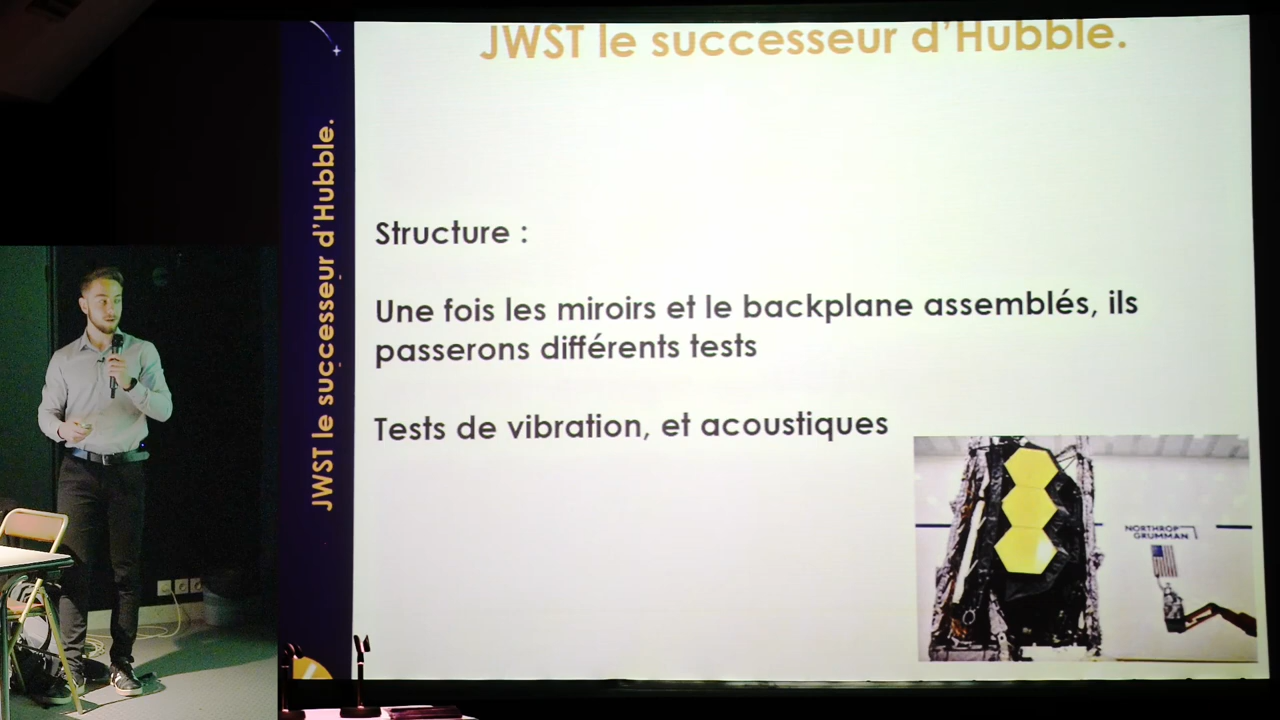 JWST le successeur d'Hubble.
JWST le successeur d'Hubble.
Structure :
Une fois les miroirs et le backplane assemblés, ils
passerons différents tests
Tests de vibration, et acoustiques
NORTHROP
GRUMMAN